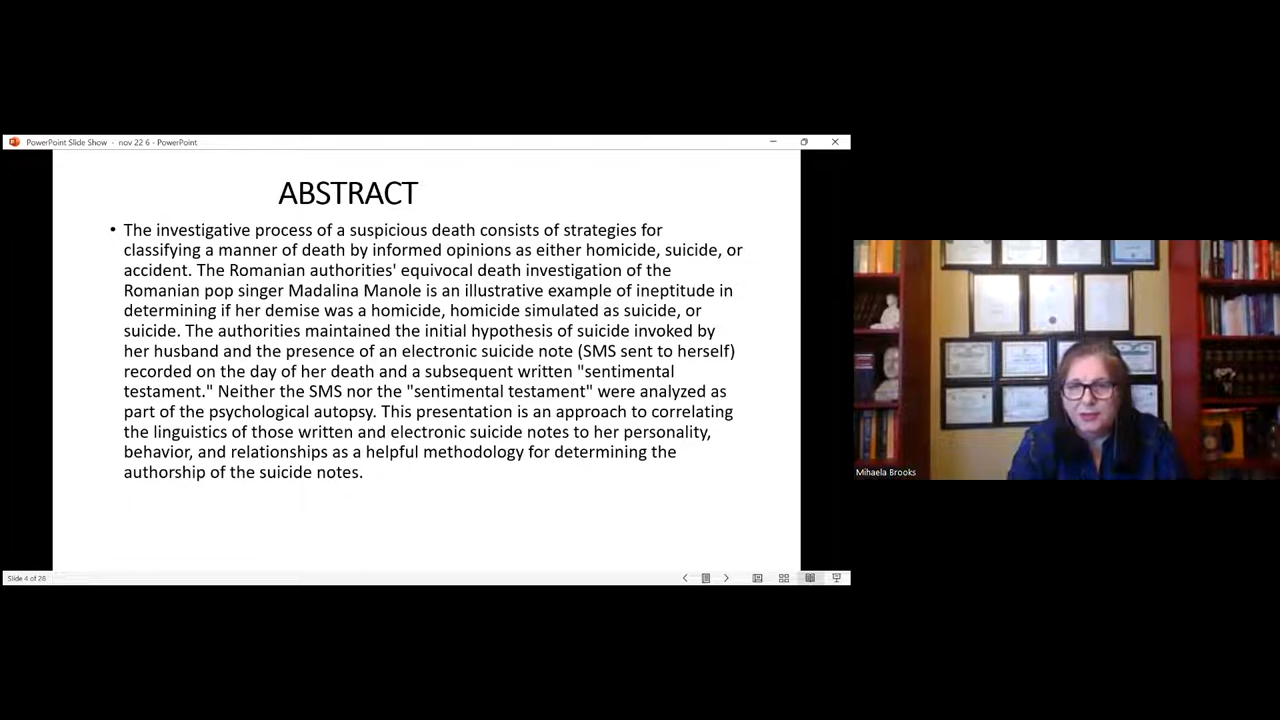 PowerPoint Slide Show - nov 22 6 - PowerPoint
ABSTRACT
• The investigative process of a suspicious death consists of strategies for
classifying a manner of death by informed opinions as either homicide, suicide, or
accident. The Romanian authorities' equivocal death investigation of the
Romanian pop singer Madalina Manole is an illustrative example of ineptitude in
determining if her demise was a homicide, homicide simulated as suicide, or
suicide. The authorities maintained the initial hypothesis of suicide invoked by
her husband and the presence of an electronic suicide note (SMS sent to herself)
recorded on the day of her death and a subsequent written "sentimental
testament." Neither the SMS nor the "sentimental testament" were analyzed as
part of the psychological autopsy. This presentation is an approach to correlating
the linguistics of those written and electronic suicide notes to her personality,
behavior, and relationships as a helpful methodology for determining the
authorship of the suicide notes.
Mihaela Brooks
Slide 4 of 28